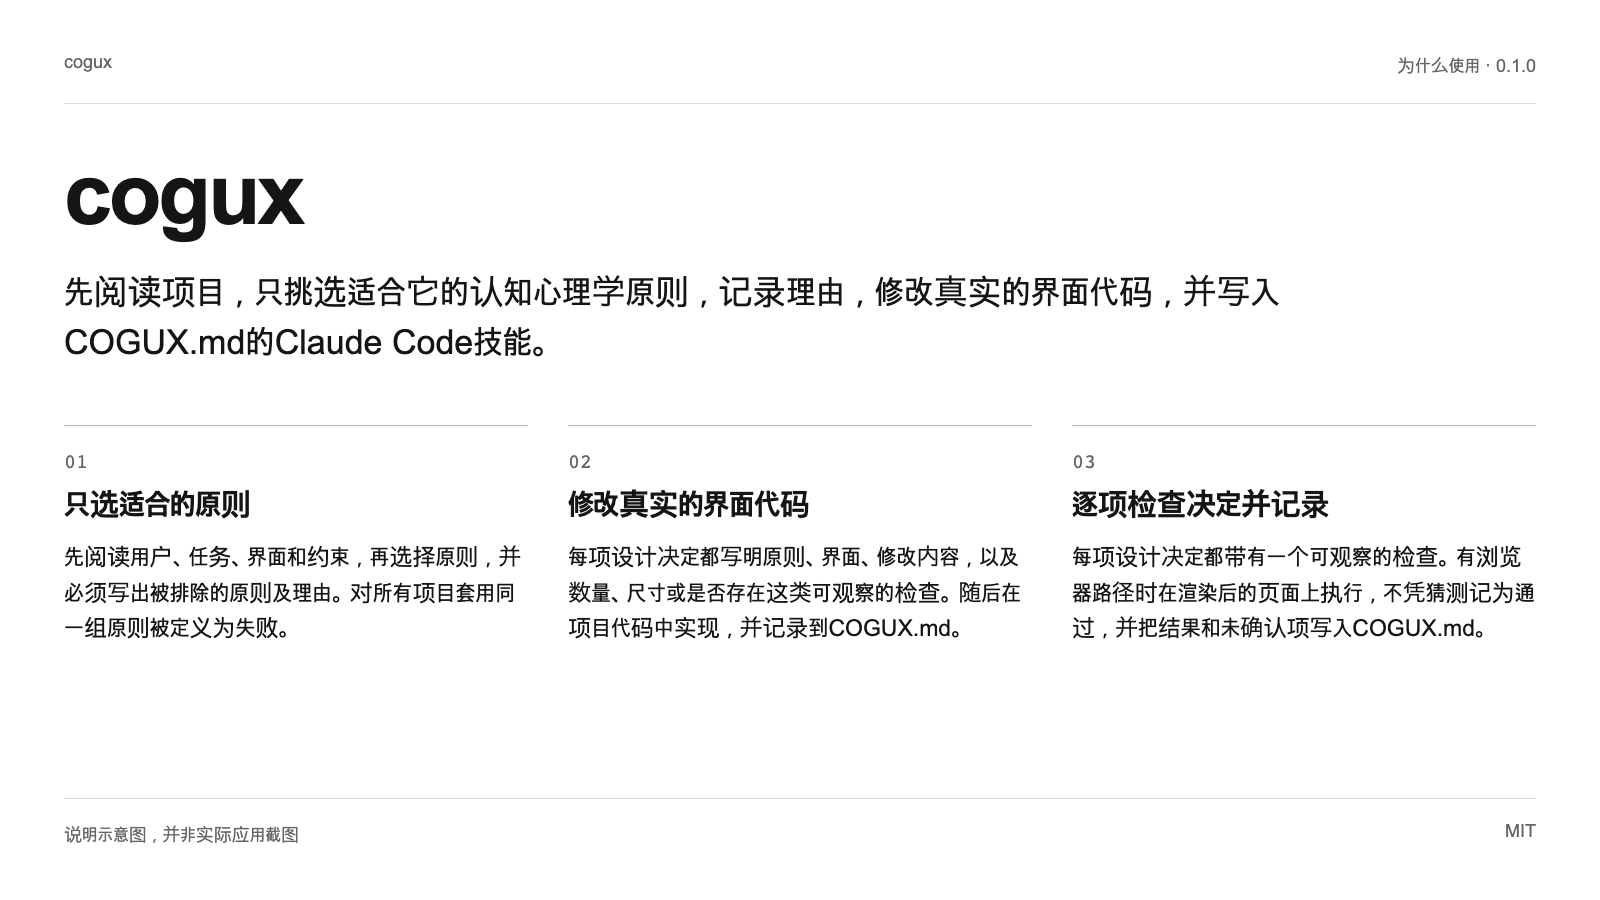 cogux
为什么使用 · 0.1.0
cogux
先阅读项目，只挑选适合它的认知心理学原则，记录理由，修改真实的界面代码，并写入
COGUX.md的Claude Code技能。
01
只选适合的原则
先阅读用户、任务、界面和约束，再选择原则，并
必须写出被排除的原则及理由。对所有项目套用同
一组原则被定义为失败。
02
修改真实的界面代码
每项设计决定都写明原则、界面、修改内容，以及
数量、尺寸或是否存在这类可观察的检查。随后在
项目代码中实现，并记录到COGUX.md。
03
逐项检查决定并记录
每项设计决定都带有一个可观察的检查。有浏览
器路径时在渲染后的页面上执行，不凭猜测记为通
过，并把结果和未确认项写入COGUX.md。
说明示意图，并非实际应用截图
MIT